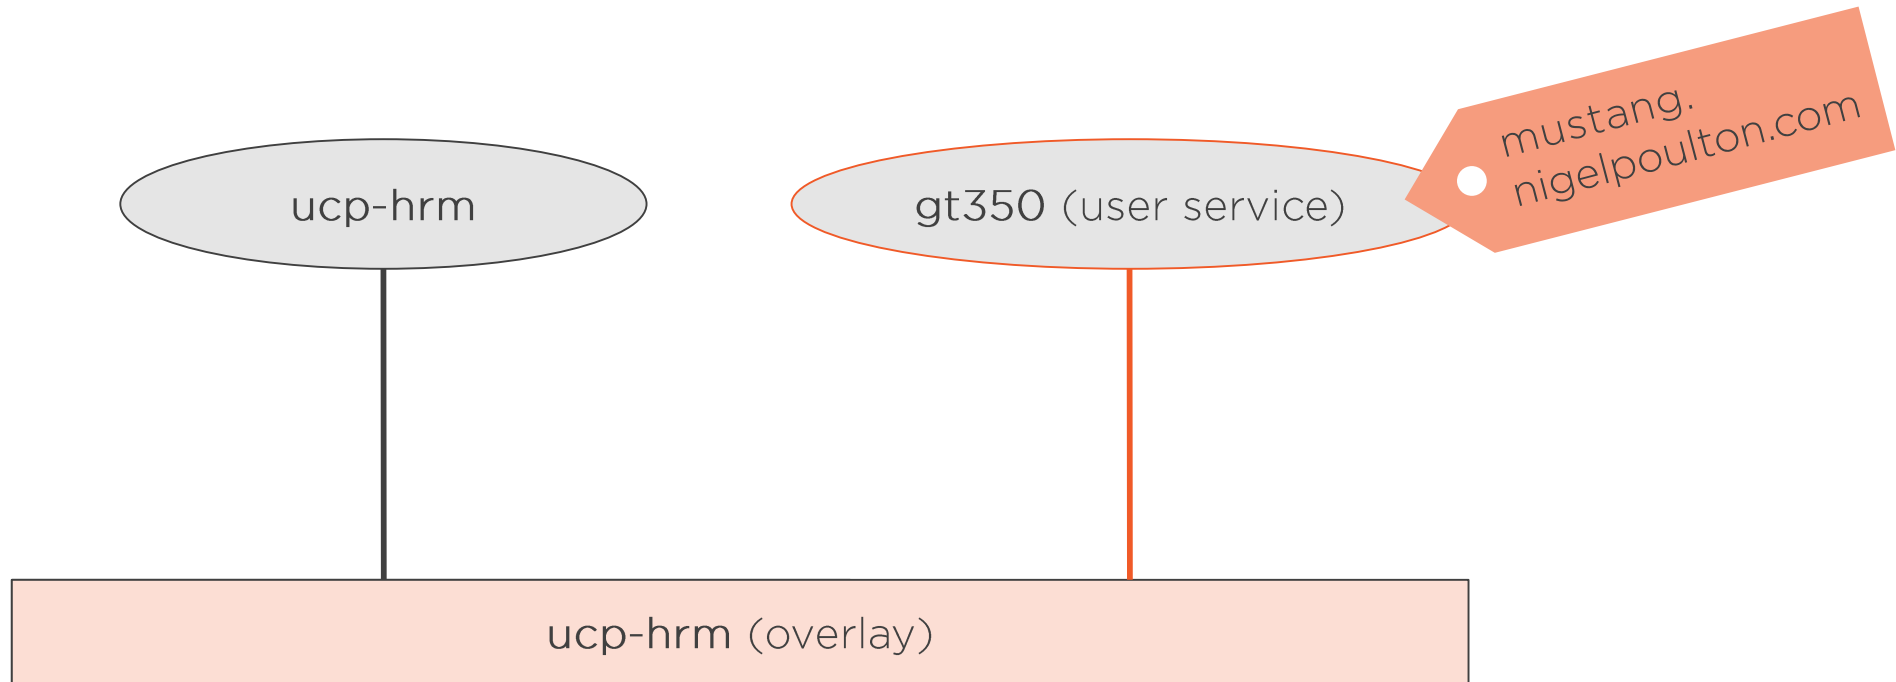 mustang.
nigelpoulton.com
ucp-hrm
gt350 (user service)
ucp-hrm (overlay)